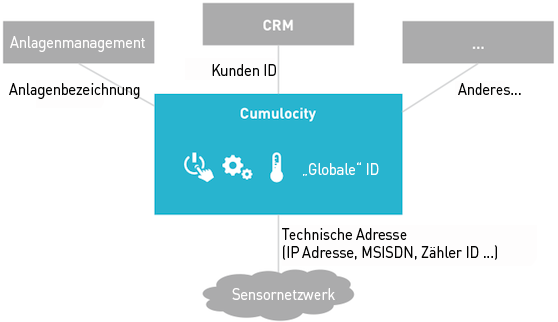 Anlagenmanagement
CRM
...
Anlagenbezeichnung
Kunden ID
Anderes...
Cumulocity
„Globale“ ID
Technische Adresse
(IP Adresse, MSISDN, Zähler ID ...)
Sensornetzwerk